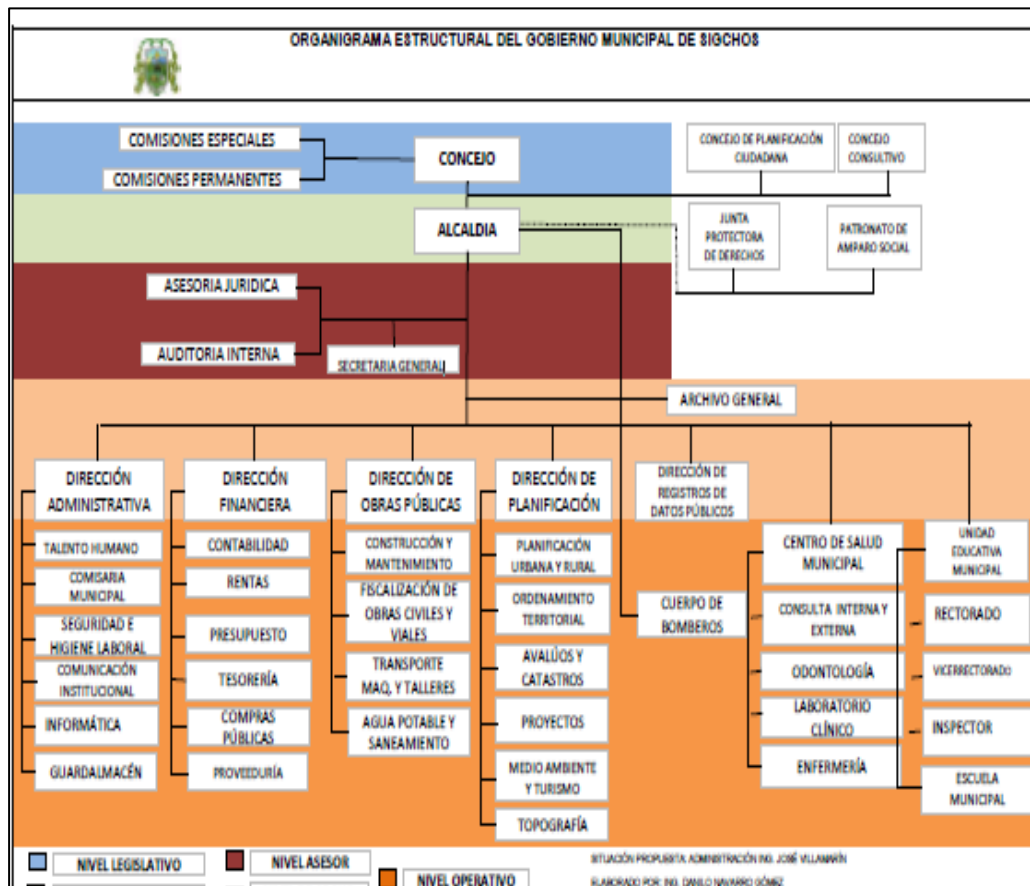 ORGANIGRAMA ESTRUCTURAL DEL GOBIERNO MUNICIPAL DE SIGCHOS
COMISIONES ESPECIALES
COMISIONES PERMANENTES
CONCEJO
CONCEJO DE PLANIFICACIÓN
CIUDADANA
CONCEJO
CONSULTIVO
ALCALDIA
JUNTA
PROTECTORA
DE DERECHOS
PATRONATO DE
AMPARO SOCIAL
ASESORIA JURIDICA
AUDITORIA INTERNA
SECRETARIA GENERAL
ARCHIVO GENERAL
DIRECCIÓN
ADMINISTRATIVA
TALENTO HUMANO
COMISARIA
MUNICIPAL
SEGURIDAD E
HIGIENE LABORAL
COMUNICACIÓN
INSTITUCIONAL
INFORMÁTICA
GUARDALMACÉN
DIRECCIÓN
FINANCIERA
CONTABILIDAD
RENTAS
PRESUPUESTO
TESORERÍA
COMPRAS
PÚBLICAS
PROVEEDURÍA
DIRECCIÓN DE
OBRAS PÚBLICAS
CONSTRUCCIÓN Y
MANTENIMIENTO
FISCALIZACIÓN DE
OBRAS CIVILES Y
VIALES
TRANSPORTE
MAQ, Y TALLERES
AGUA POTABLE Y
SANEAMIENTO
DIRECCIÓN DE
PLANIFICACIÓN
PLANIFICACIÓN
URBANA Y RURAL
ORDENAMIENTO
TERRITORIAL
AVALÚOS Y
CATASTROS
PROYECTOS
MEDIO AMBIENTE
Y TURISMO
TOPOGRAFÍA
DIRECCIÓN DE
REGISTROS DE
DATOS PÚBLICOS
CUERPO DE
BOMBEROS
CENTRO DE SALUD
MUNICIPAL
CONSULTA INTERNA Y
EXTERNA
ODONTOLOGÍA
LABORATORIO
CLÍNICO
ENFERMERÍA
UNIDAD
EDUCATIVA
MUNICIPAL
RECTORADO
VICERRECTORADO
INSPECTOR
ESCUELA
MUNICIPAL
NIVEL LEGISLATIVO
NIVEL ASESOR
NIVEL OPERATIVO
SITUACIÓN PROPUESTA: ADMINISTRACIÓN ING. JOSÉ VILLAMARÍN
ELABORADO POR: ING. DANILO NAVARRO GÓMEZ